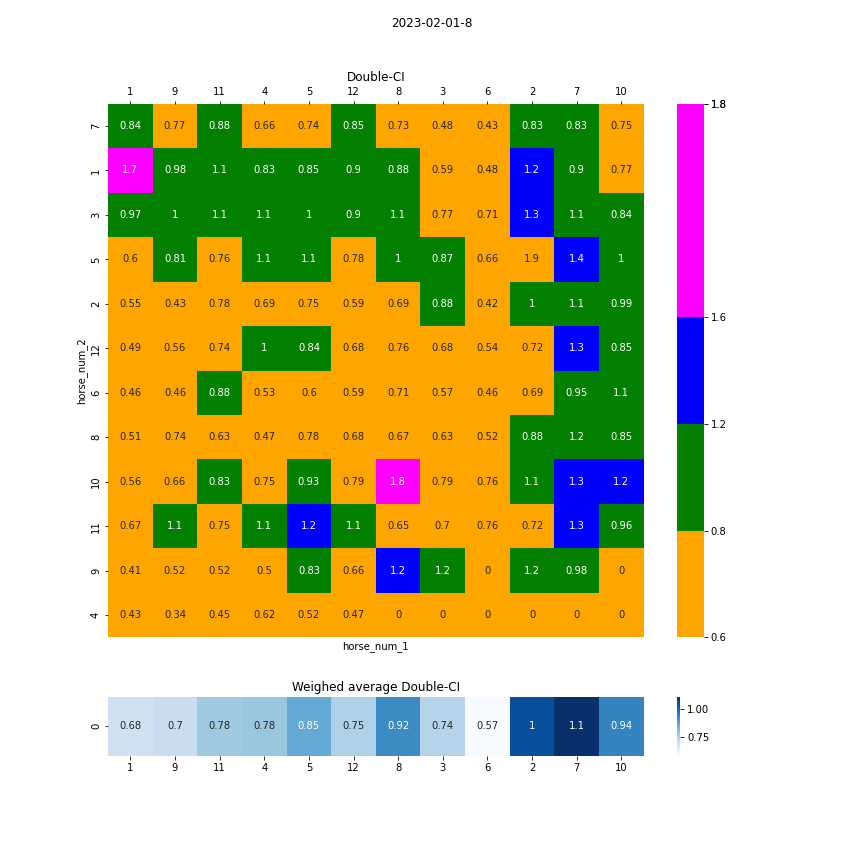 2023-02-01-8
Double-CI
1 9 11 4 5 12 8 3 6 2 7 10
7 0.84 0.77 0.88 0.66 0.74 0.85 0.73 0.48 0.43 0.83 0.83 0.75
1 1.7 0.98 1.1 0.83 0.85 0.9 0.88 0.59 0.48 1.2 0.9 0.77
3 0.97 1 1.1 1.1 1 0.9 1.1 0.77 0.71 1.3 1.1 0.84
5 0.6 0.81 0.76 1.1 1.1 0.78 1 0.87 0.66 1.9 1.4 1
2 0.55 0.43 0.78 0.69 0.75 0.59 0.69 0.88 0.42 1 1.1 0.99
12 0.49 0.56 0.74 1 0.84 0.68 0.76 0.68 0.54 0.72 1.3 0.85
6 0.46 0.46 0.88 0.53 0.6 0.59 0.71 0.57 0.46 0.69 0.95 1.1
8 0.51 0.74 0.63 0.47 0.78 0.68 0.67 0.63 0.52 0.88 1.2 0.85
10 0.56 0.66 0.83 0.75 0.93 0.79 1.8 0.79 0.76 1.1 1.3 1.2
11 0.67 1.1 0.75 1.1 1.2 1.1 0.65 0.7 0.76 0.72 1.3 0.96
9 0.41 0.52 0.52 0.5 0.83 0.66 1.2 1.2 0 1.2 0.98 0
4 0.43 0.34 0.45 0.62 0.52 0.47 0 0 0 0 0 0
horse_num_2
horse_num_1
1.8
1.6
1.2
0.8
0.6
Weighed average Double-CI
0 0.68 0.7 0.78 0.78 0.85 0.75 0.92 0.74 0.57 1 1.1 0.94
1 9 11 4 5 12 8 3 6 2 7 10
1.00
0.75